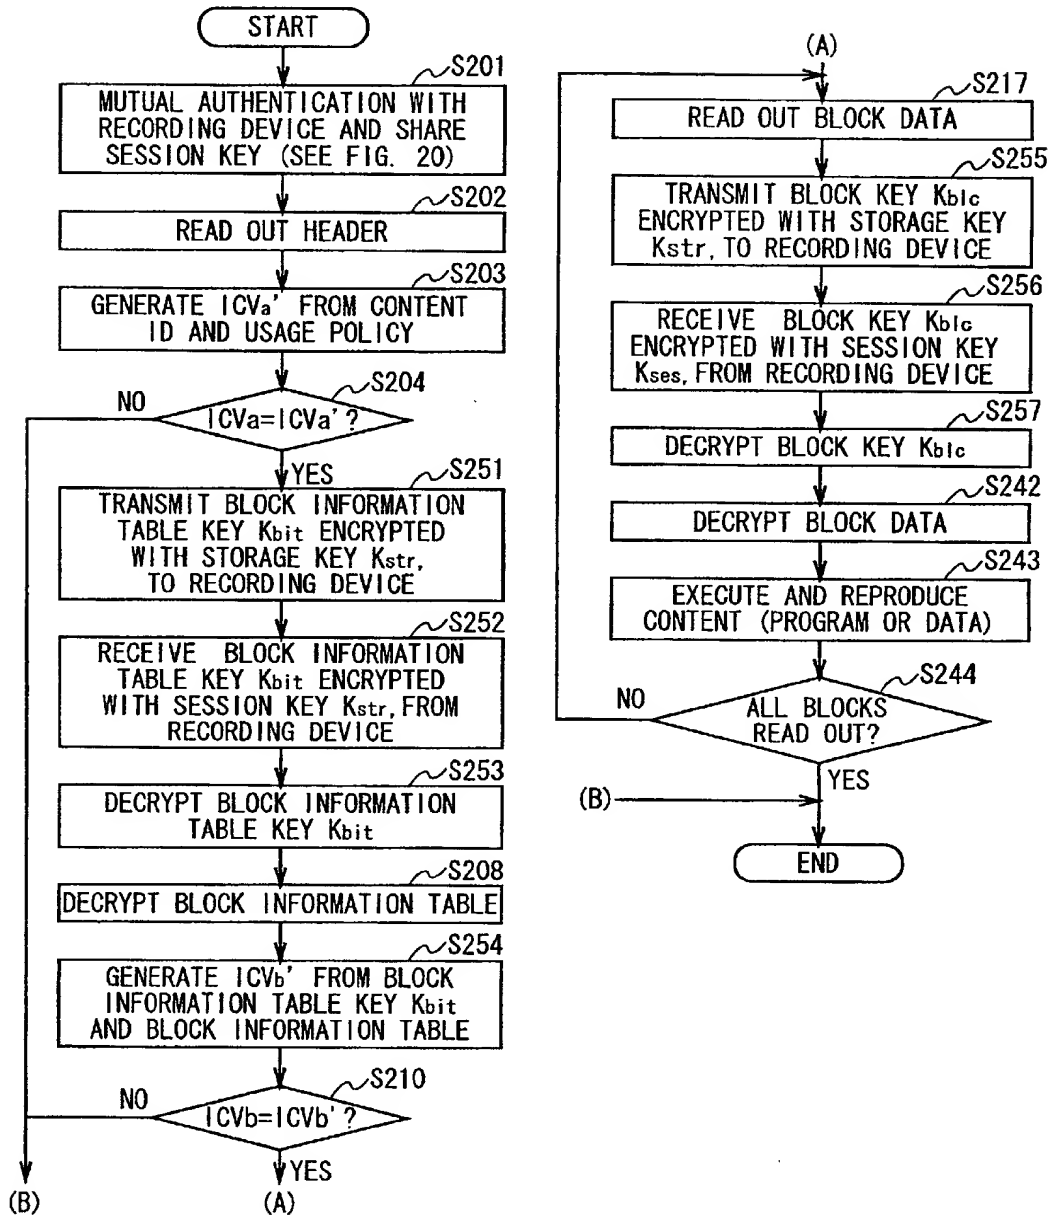 START
S201
MUTUAL AUTHENTICATION WITH
RECORDING DEVICE AND SHARE
SESSION KEY (SEE FIG. 20)
S202
READ OUT HEADER
S203
GENERATE ICVa' FROM CONTENT
ID AND USAGE POLICY
S204
NO
ICVa=ICVa'?
YES
S251
TRANSMIT BLOCK INFORMATION
TABLE KEY Kbit ENCRYPTED
WITH STORAGE KEY Kstr,
TO RECORDING DEVICE
S252
RECEIVE BLOCK INFORMATION
TABLE KEY Kbit ENCRYPTED
WITH SESSION KEY Kstr, FROM
RECORDING DEVICE
S253
DECRYPT BLOCK INFORMATION
TABLE KEY Kbit
S208
DECRYPT BLOCK INFORMATION TABLE
S254
GENERATE ICVb' FROM BLOCK
INFORMATION TABLE KEY Kbit
AND BLOCK INFORMATION TABLE
S210
NO
ICVb=ICVb'?
YES
(B)
(A)
(A)
S217
READ OUT BLOCK DATA
S255
TRANSMIT BLOCK KEY Kblc
ENCRYPTED WITH STORAGE KEY
Kstr, TO RECORDING DEVICE
S256
RECEIVE BLOCK KEY Kblc
ENCRYPTED WITH SESSION KEY
Kses, FROM RECORDING DEVICE
S257
DECRYPT BLOCK KEY Kblc
S242
DECRYPT BLOCK DATA
S243
EXECUTE AND REPRODUCE
CONTENT (PROGRAM OR DATA)
S244
NO
ALL BLOCKS
READ OUT?
YES
(B)
END